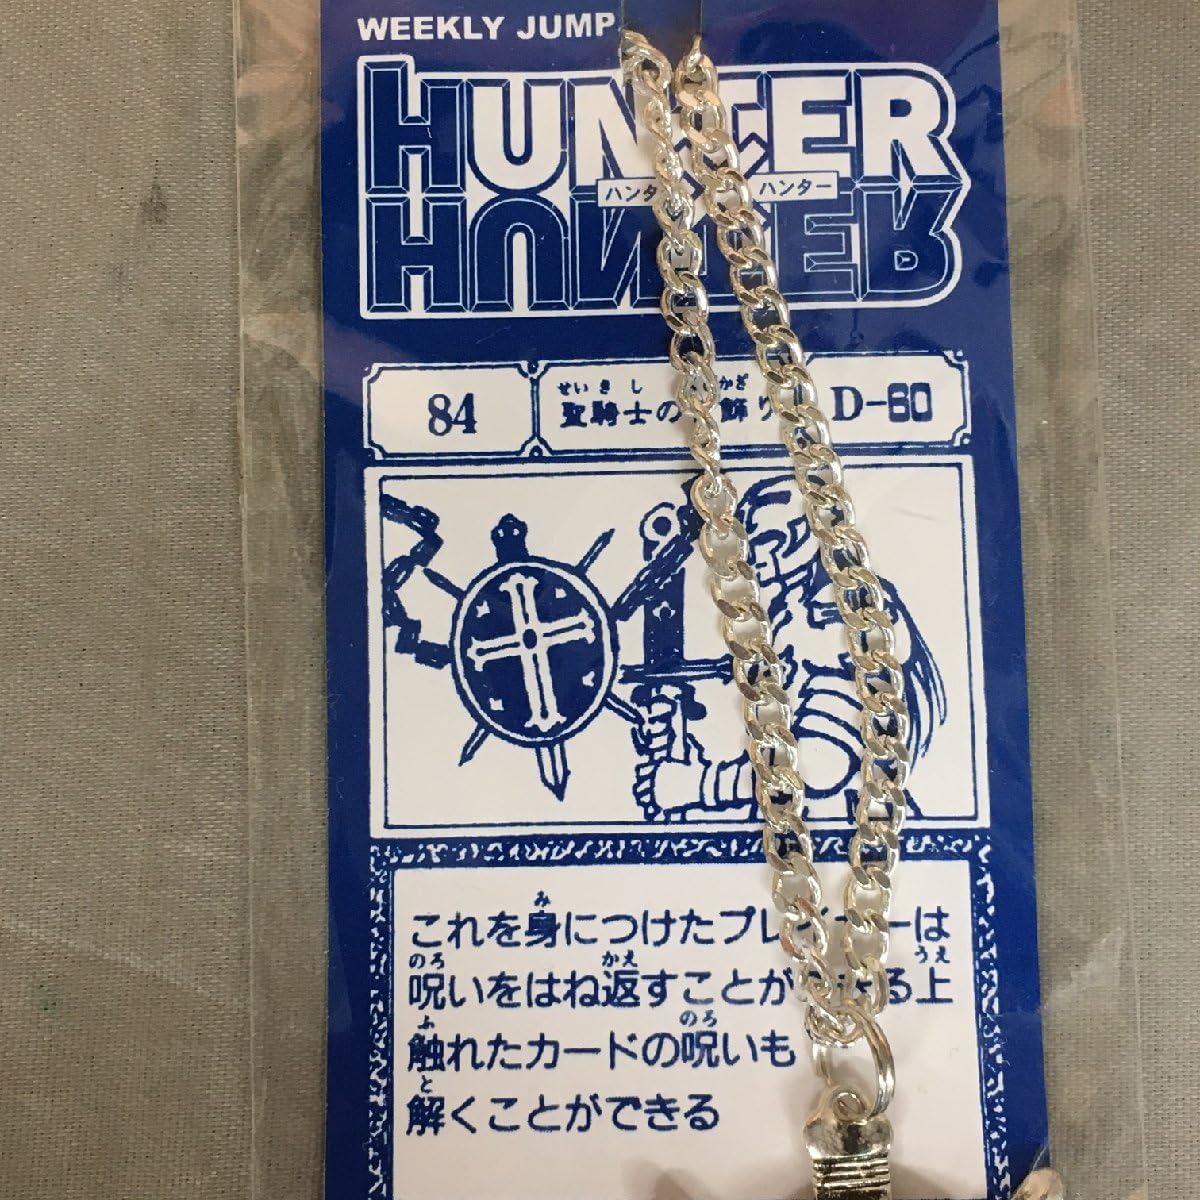 WEEKLY JUMP
HUNTER
ハンタ ハンター
HUNTER
84
せいきし かざ
聖騎士の 飾り
D-60
み
これを身につけたプレ ーは
のろ かえ うえ
呪いをはね返すことが きる上
ふ のろ
触れたカードの呪いも
と
解くことができる